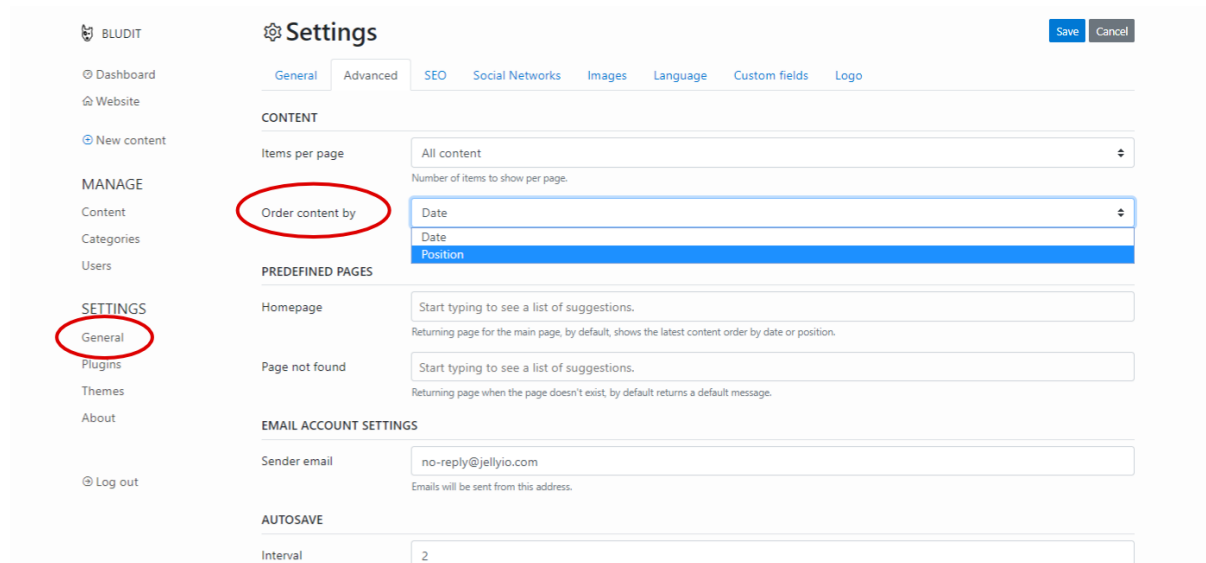 BLUDIT
Dashboard
Website
New content
MANAGE
Content
Categories
Users
SETTINGS
General
Plugins
Themes
About
Log out
Settings
Save Cancel
General Advanced SEO Social Networks Images Language Custom fields Logo
CONTENT
Items per page All content
Number of items to show per page.
Order content by Date
Date
Position
PREDEFINED PAGES
Homepage Start typing to see a list of suggestions.
Returning page for the main page, by default, shows the latest content order by date or position.
Page not found Start typing to see a list of suggestions.
Returning page when the page doesn't exist, by default returns a default message.
EMAIL ACCOUNT SETTINGS
Sender email no-reply@jellyio.com
Emails will be sent from this address.
AUTOSAVE
Interval 2